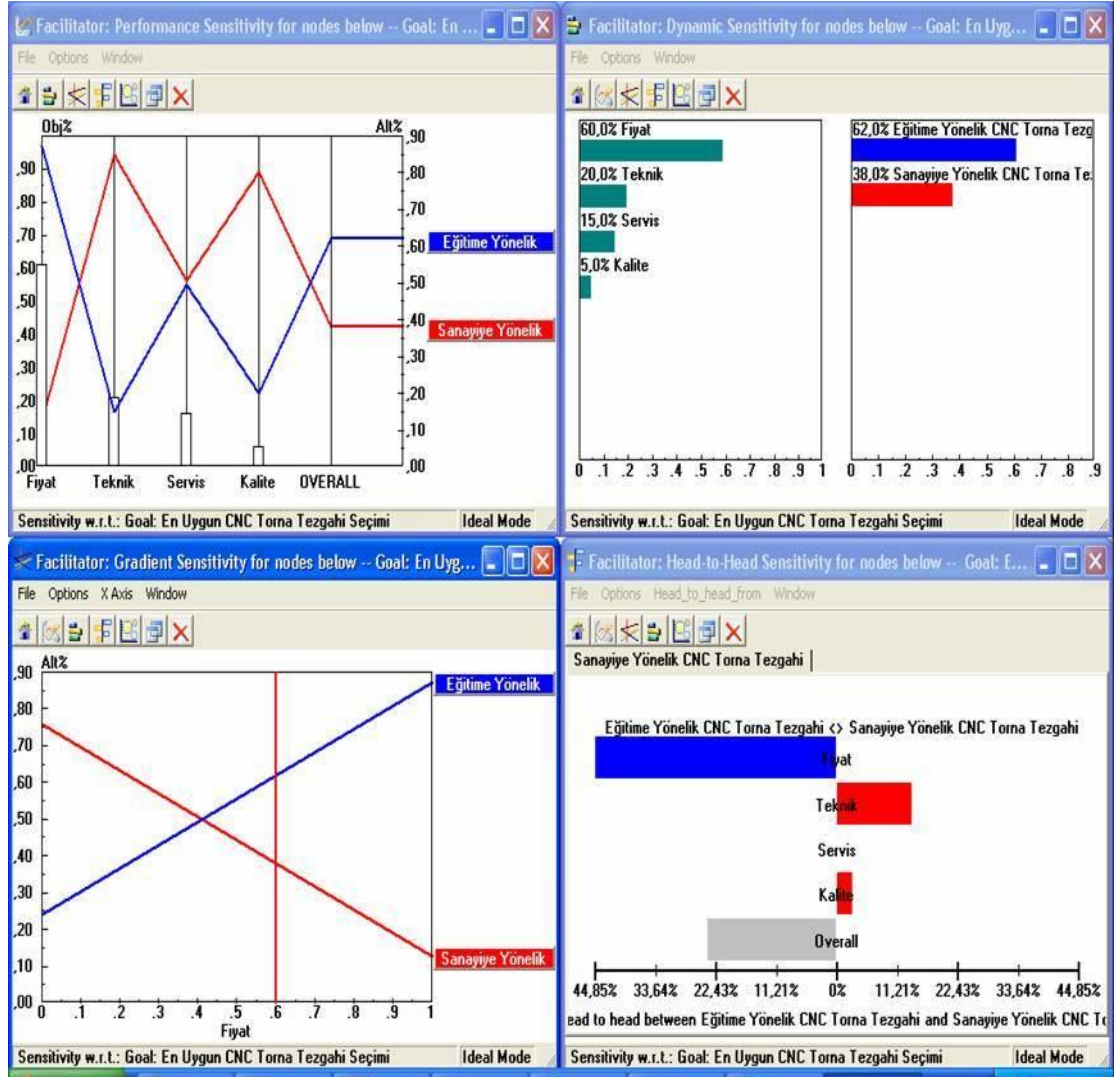 Facilitator: Performance Sensitivity for nodes below -- Goal: En ...
File Options Window
Obj% Alt%
,90
,90
,80
,80
,70
,70
,60
,60
,50
,50
,40
,40
,30
,30
,20
,20
,10
,10
,00
,00
Eğitime Yönelik
Sanayiye Yönelik
Fiyat Teknik Servis Kalite OVERALL
Sensitivity w.r.t.: Goal: En Uygun CNC Torna Tezgahi Seçimi Ideal Mode
Facilitator: Dynamic Sensitivity for nodes below -- Goal: En Uyg...
File Options Window
60,0% Fiyat
20,0% Teknik
15,0% Servis
5,0% Kalite
0 .1 .2 .3 .4 .5 .6 .7 .8 .9 1
62,0% Eğitime Yönelik CNC Torna Tezg
38,0% Sanayiye Yönelik CNC Torna Te:
0 .1 .2 .3 .4 .5 .6 .7 .8 .9
Sensitivity w.r.t.: Goal: En Uygun CNC Torna Tezgahi Seçimi Ideal Mode
Facilitator: Gradient Sensitivity for nodes below -- Goal: En Uyg...
File Options X Axis Window
Alt%
,90
,80
,70
,60
,50
,40
,30
,20
,10
,00
Eğitime Yönelik
Sanayiye Yönelik
0 .1 .2 .3 .4 .5 .6 .7 .8 .9 1
Fiyat
Sensitivity w.r.t.: Goal: En Uygun CNC Torna Tezgahi Seçimi Ideal Mode
Facilitator: Head-to-Head Sensitivity for nodes below -- Goal: E...
File Options Head_to_head_from Window
Sanayiye Yönelik CNC Torna Tezgahi
Eğitime Yönelik CNC Torna Tezgahi <> Sanayiye Yönelik CNC Torna Tezgahi
Fiyat
Teknik
Servis
Kalite
Overall
44,85% 33,64% 22,43% 11,21% 0% 11,21% 22,43% 33,64% 44,85%
ead to head between Eğitime Yönelik CNC Torna Tezgahi and Sanayiye Yönelik CNC To
Sensitivity w.r.t.: Goal: En Uygun CNC Torna Tezgahi Seçimi Ideal Mode